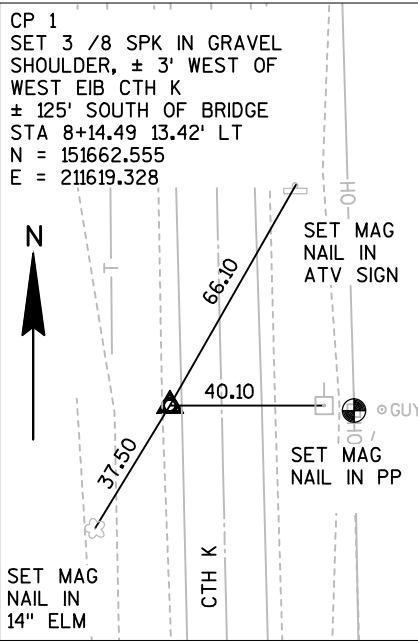 CP 1
SET 3 /8 SPK IN GRAVEL
SHOULDER, ± 3' WEST OF
WEST EIB CTH K
± 125' SOUTH OF BRIDGE
STA 8+14.49 13.42' LT
N = 151662.555
E = 211619.328
OH
N
SET MAG
NAIL IN
ATV SIGN
T
66.10
40.10
GUY
OH
37.50
SET MAG
NAIL IN PP
CTH K
SET MAG
NAIL IN
14" ELM